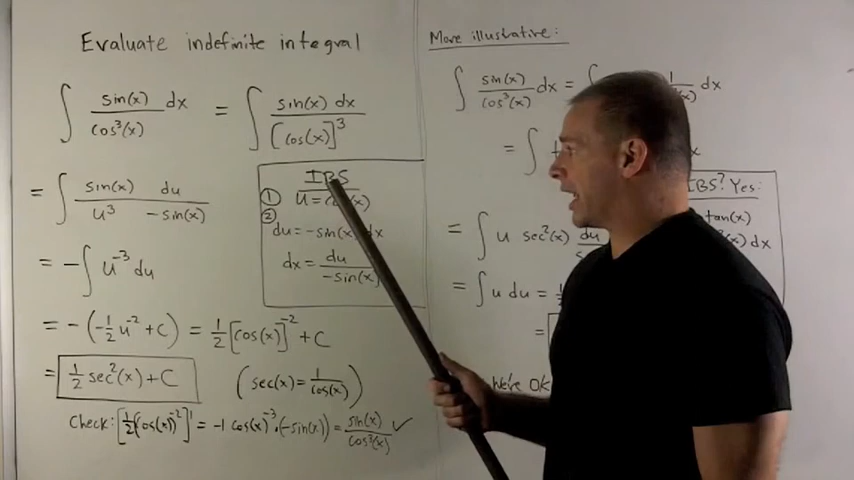 Evaluate indefinite integral
∫ sin(x)/cos³(x) dx = ∫ sin(x) dx/[cos(x)]³
= ∫ sin(x)/u³ du/-sin(x)
= -∫ u⁻³ du
= -(-½ u⁻² + C) = ½ [cos(x)]⁻² + C
= ½ sec²(x) + C
(sec(x) = 1/cos(x))
Check: [½(cos(x))⁻²]' = -1 cos(x)⁻³ · (-sin(x)) = sin(x)/cos³(x) ✓
IBS
① u = (x)
② du = -sin(x) dx
dx = du/-sin(x)
More illustrative:
∫ sin(x)/cos³(x) dx = ∫ dx
= ∫
IBS? Yes:
tan(x)
(x) dx
= ∫ u sec²(x) du
= ∫ u du =
=
We're OK